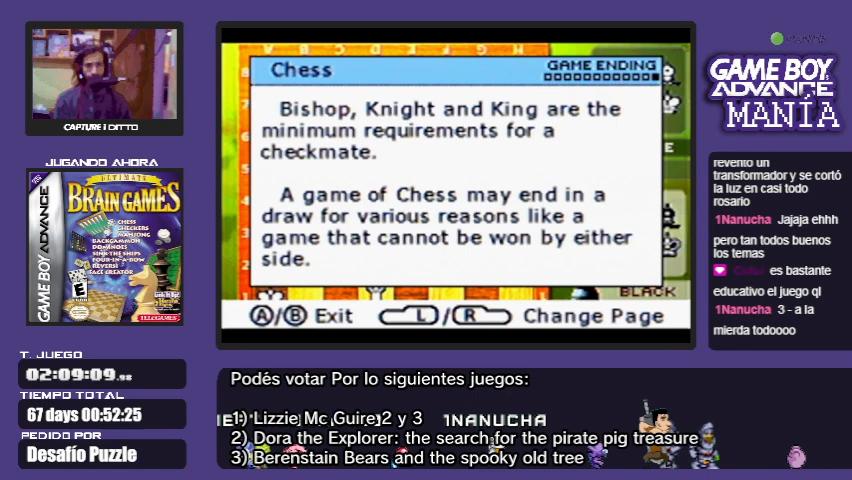 CAPTURE | DITTO
JUGANDO AHORA
GAME BOY ADVANCE
ULTIMATE
BRAIN GAMES
CHESS
CHECKERS
MAHJONG
BACKGAMMON
DOMINOES
SINK THE SHIPS
FOUR-IN-A-ROW
REVERSI
FACE CREATOR
TELEGAMES
T. JUEGO
02:09:09.98
TIEMPO TOTAL
67 days 00:52:25
PEDIDO POR
Desafío Puzzle
Chess
GAME ENDING
Bishop, Knight and King are the
minimum requirements for a
checkmate.
A game of Chess may end in a
draw for various reasons like a
game that cannot be won by either
side.
BLACK
A/B Exit L/R Change Page
Podés votar Por lo siguientes juegos:
1) Lizzie Mc Guire 2 y 3
1NANUCHA
2) Dora the Explorer: the search for the pirate pig treasure
3) Berenstain Bears and the spooky old tree
GAME BOY
ADVANCE
MANÍA
reventó un
transformador y se cortó
la luz en casi todo
rosario
1Nanucha Jajaja ehhh
pero tan todos buenos
los temas
es bastante
educativo el juego ql
1Nanucha 3 - a la
mierda todoooo